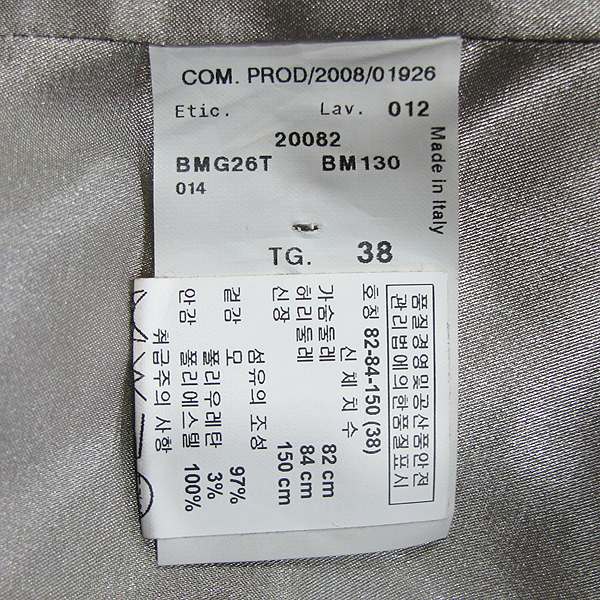 COM. PROD/2008/01926
Etic. Lav. 012
20082
BMG26T BM130
014
Made in Italy
TG. 38
품질경영및공산품안전
관리법에의한품질표시
호칭 82-84-150 (38)
신 체 치 수
가슴둘레 82 cm
허리둘레 84 cm
신장 150 cm
섬유의 조성
겉감 모 97%
폴리우레탄 3%
안감 폴리에스텔 100%
취급주의 사항